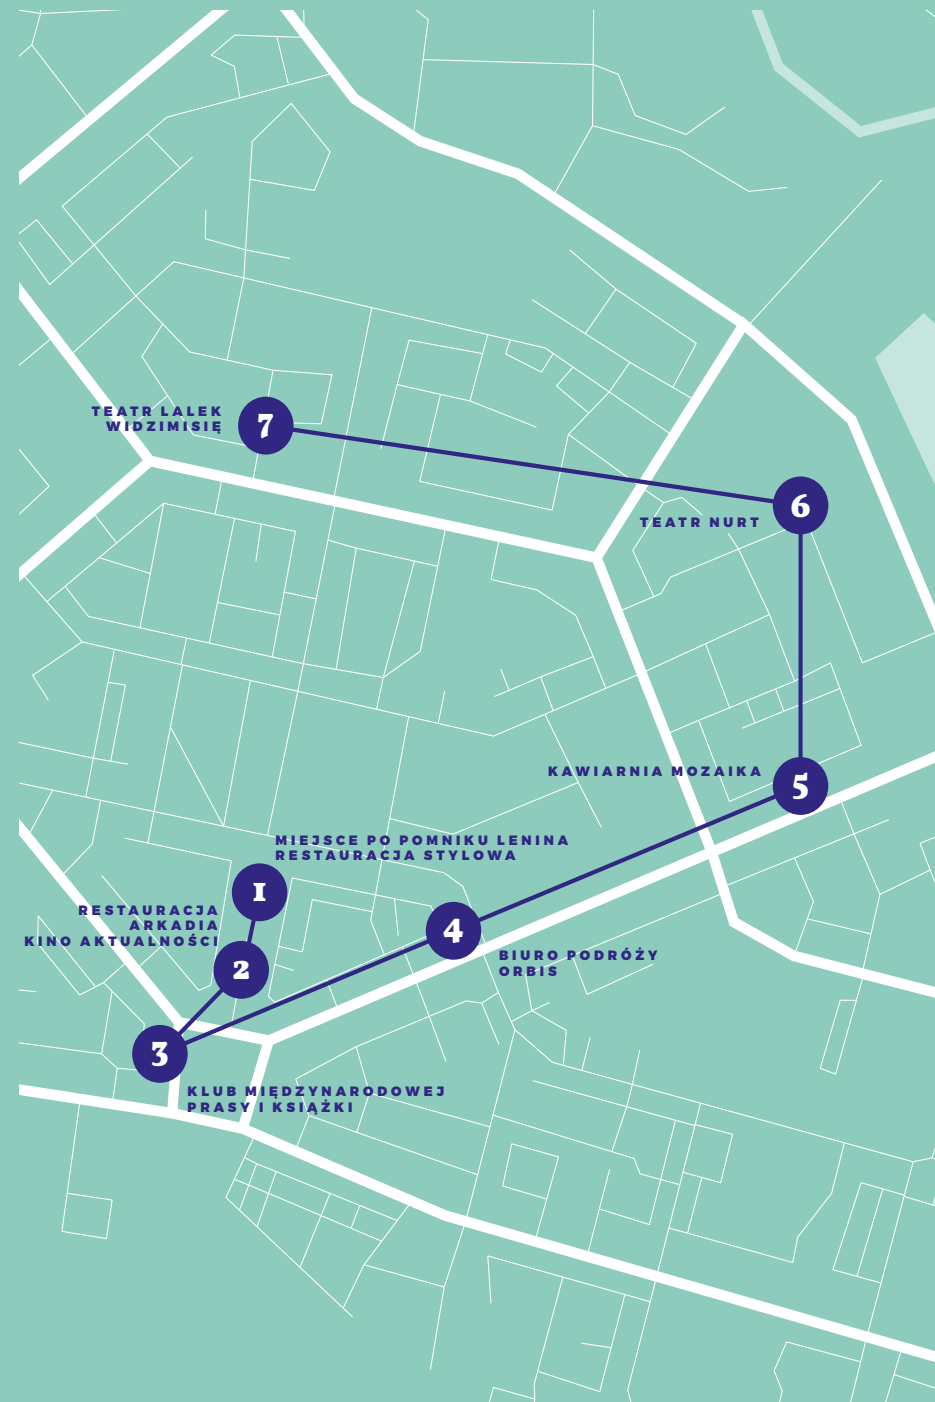 TEATR LALEK
WIDZIMISIĘ
7
6
TEATR NURT
KAWIARNIA MOZAIKA
5
MIEJSCE PO POMNIKU LENINA
RESTAURACJA STYLOWA
1
RESTAURACJA
ARKADIA
KINO AKTUALNOŚCI
2
4
BIURO PODRÓŻY
ORBIS
3
KLUB MIĘDZYNARODOWEJ
PRASY I KSIĄŻKI